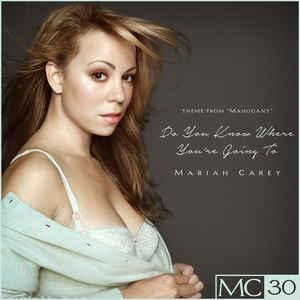 THEME FROM "MAHOGANY"
Do You Know Where
You're Going To
MARIAH CAREY
MC 30